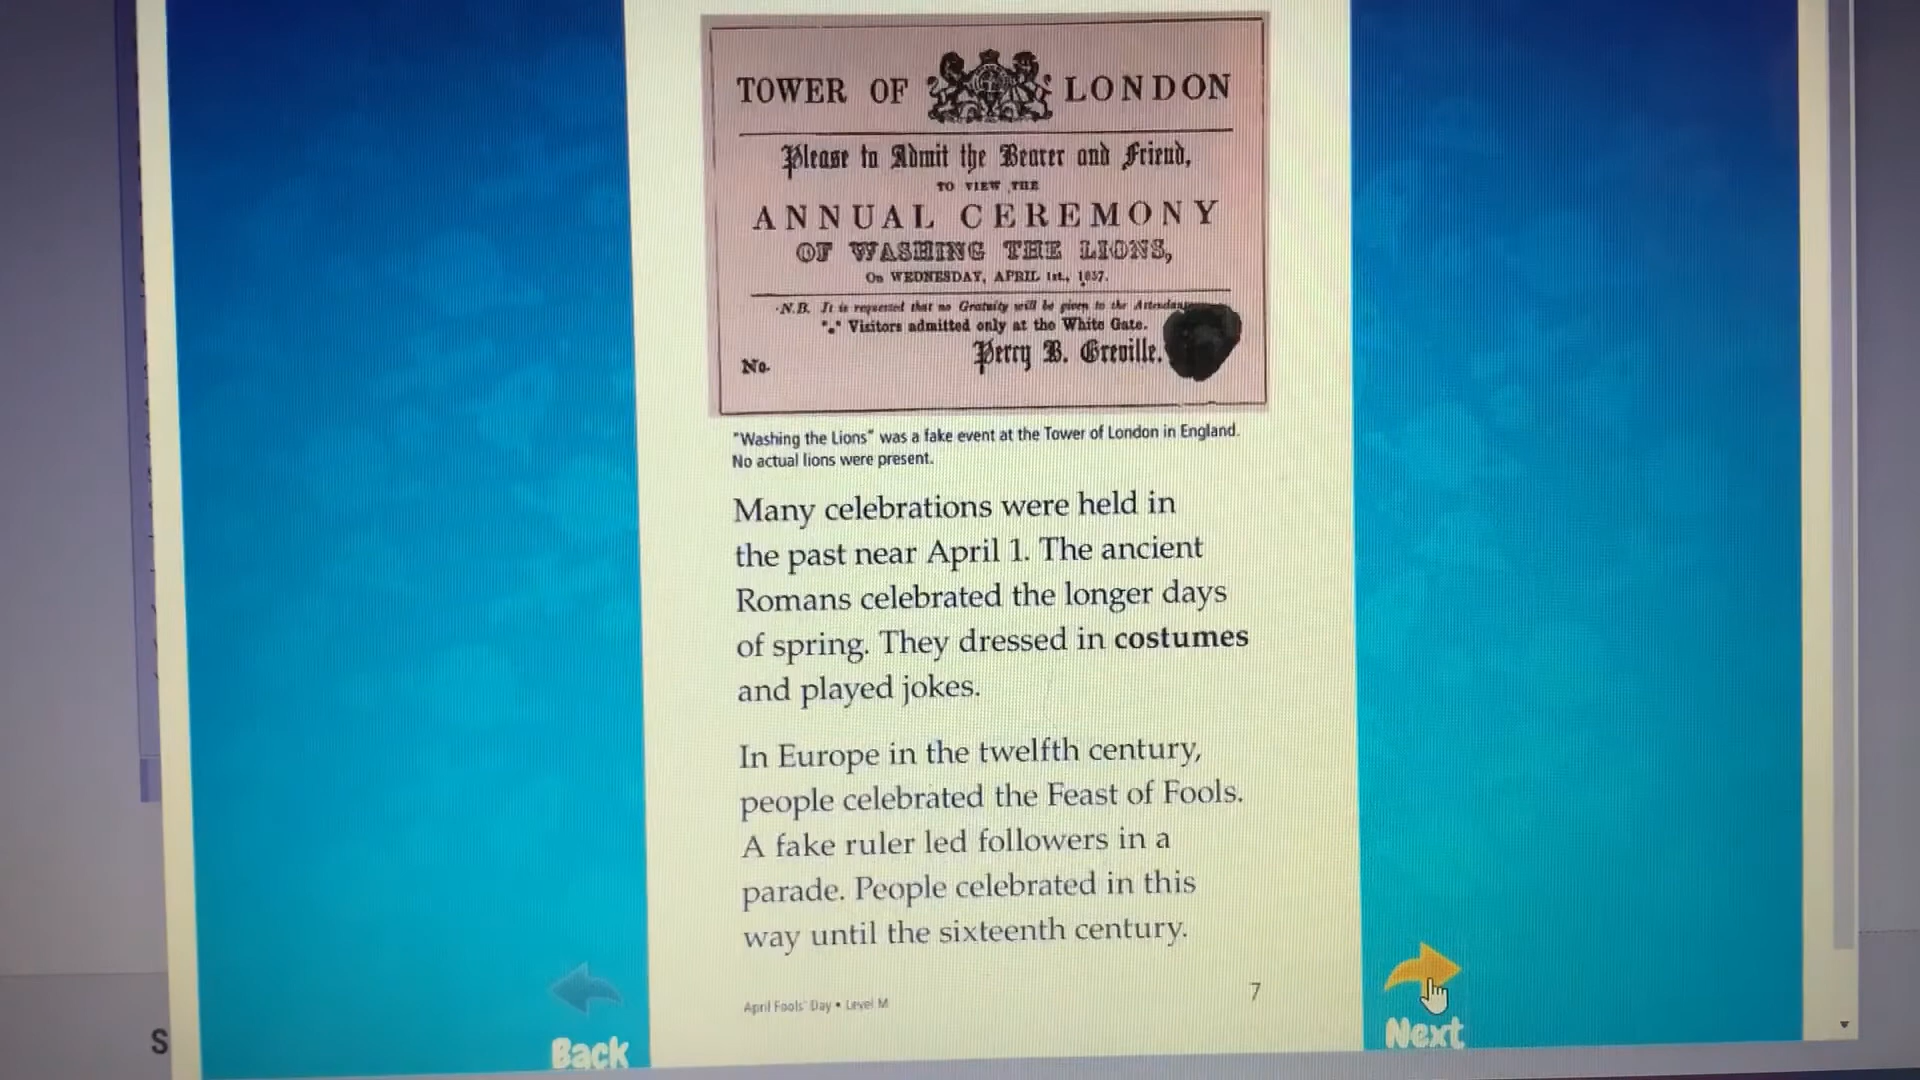 TOWER OF LONDON
Please to Admit the Bearer and Friend,
TO VIEW THE
ANNUAL CEREMONY
OF WASHING THE LIONS,
On WEDNESDAY, APRIL 1st., 1857.
N.B. It is requested that no Gratuity will be given to the Attendants
*** Visitors admitted only at the White Gate.
No. Perry B. Greville.
"Washing the Lions" was a fake event at the Tower of London in England.
No actual lions were present.
Many celebrations were held in
the past near April 1. The ancient
Romans celebrated the longer days
of spring. They dressed in costumes
and played jokes.
In Europe in the twelfth century,
people celebrated the Feast of Fools.
A fake ruler led followers in a
parade. People celebrated in this
way until the sixteenth century.
April Fools' Day • Level M
7
Back
Next
S